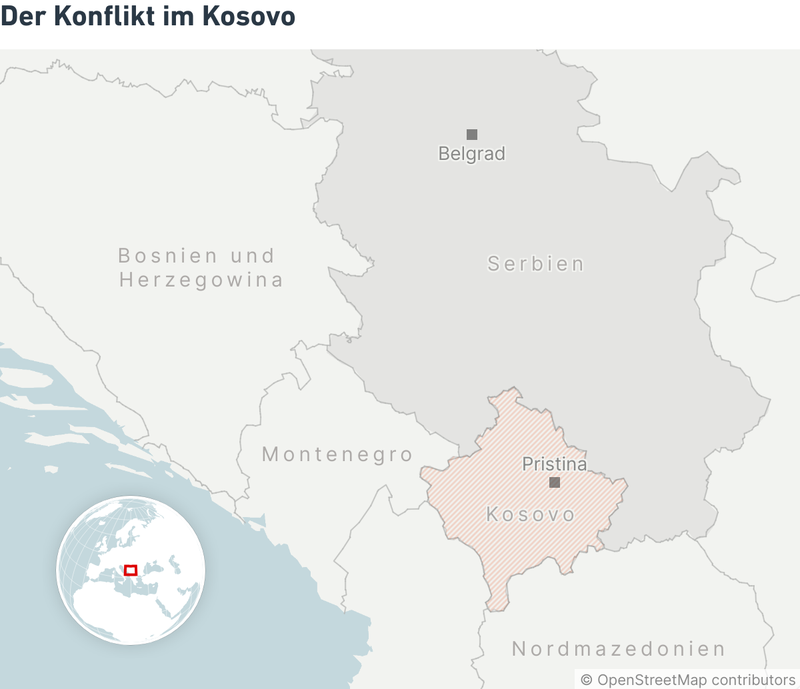 Der Konflikt im Kosovo
Belgrad
Bosnien und
Herzegowina
Serbien
Montenegro
Pristina
Kosovo
Nordmazedonien
© OpenStreetMap contributors